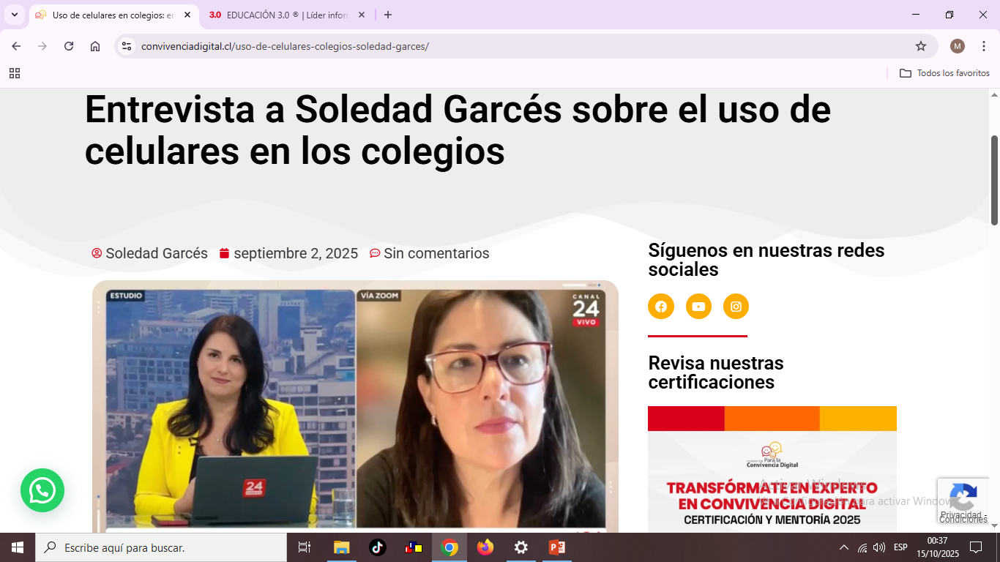 Uso de celulares en colegios: en
3.0 EDUCACIÓN 3.0 ® | Líder inform
convivenciadigital.cl/uso-de-celulares-colegios-soledad-garces/
M
Todos los favoritos
Entrevista a Soledad Garcés sobre el uso de
celulares en los colegios
Soledad Garcés septiembre 2, 2025 Sin comentarios
ESTUDIO
VÍA ZOOM
CANAL
24
VIVO
24
Síguenos en nuestras redes
sociales
Revisa nuestras
certificaciones
Para la
Convivencia Digital
TRANSFÓRMATE EN EXPERTO
EN CONVIVENCIA DIGITAL
CERTIFICACIÓN Y MENTORÍA 2025
Activar Windows
Ve a Configuración para activar Windows
Privacidad -
Condiciones
Escribe aquí para buscar.
ESP
00:37
15/10/2025